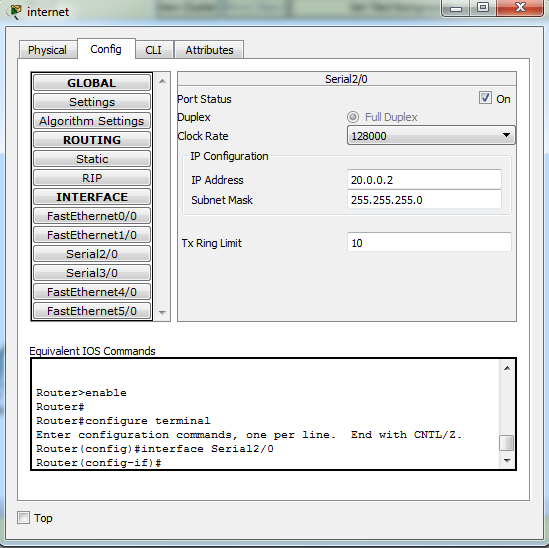 internet
Physical Config CLI Attributes
GLOBAL
Settings
Algorithm Settings
ROUTING
Static
RIP
INTERFACE
FastEthernet0/0
FastEthernet1/0
Serial2/0
Serial3/0
FastEthernet4/0
FastEthernet5/0
Serial2/0
Port Status On
Duplex Full Duplex
Clock Rate 128000
IP Configuration
IP Address 20.0.0.2
Subnet Mask 255.255.255.0
Tx Ring Limit 10
Equivalent IOS Commands
Router>enable
Router#
Router#configure terminal
Enter configuration commands, one per line. End with CNTL/Z.
Router(config)#interface Serial2/0
Router(config-if)#
Top